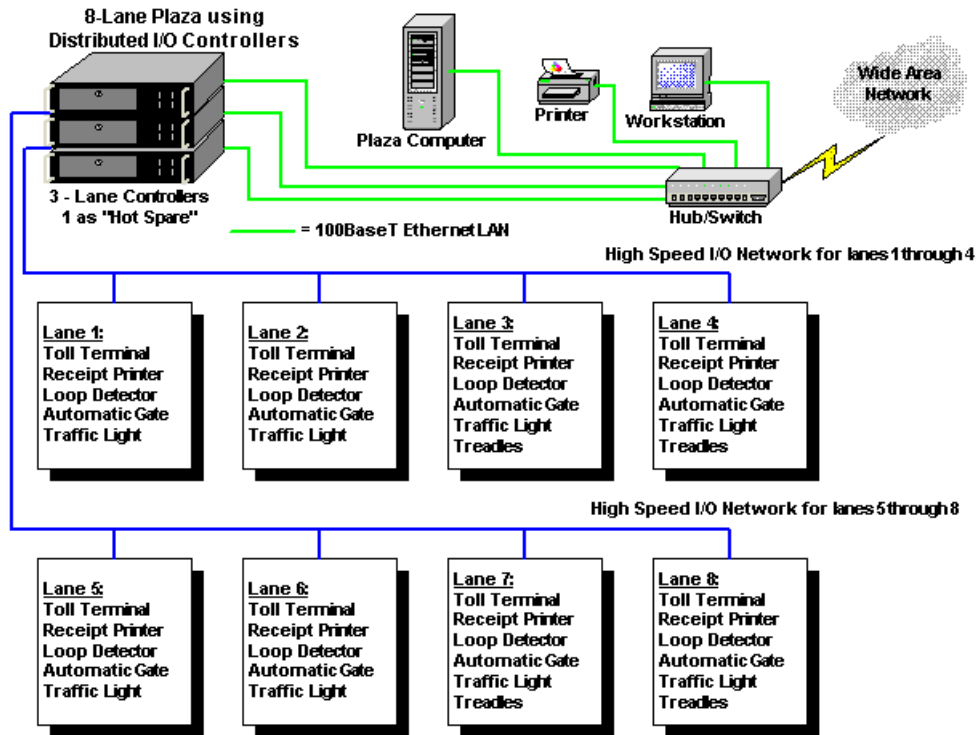 8-Lane Plaza using
Distributed I/O Controllers
Plaza Computer
Printer
Workstation
Wide Area
Network
3 - Lane Controllers
1 as "Hot Spare"
Hub/Switch
= 100BaseT Ethernet LAN
High Speed I/O Network for lanes 1 through 4
Lane 1:
Toll Terminal
Receipt Printer
Loop Detector
Automatic Gate
Traffic Light
Lane 2:
Toll Terminal
Receipt Printer
Loop Detector
Automatic Gate
Traffic Light
Lane 3:
Toll Terminal
Receipt Printer
Loop Detector
Automatic Gate
Traffic Light
Treadles
Lane 4:
Toll Terminal
Receipt Printer
Loop Detector
Automatic Gate
Traffic Light
Treadles
High Speed I/O Network for lanes 5 through 8
Lane 5:
Toll Terminal
Receipt Printer
Loop Detector
Automatic Gate
Traffic Light
Lane 6:
Toll Terminal
Receipt Printer
Loop Detector
Automatic Gate
Traffic Light
Lane 7:
Toll Terminal
Receipt Printer
Loop Detector
Automatic Gate
Traffic Light
Treadles
Lane 8:
Toll Terminal
Receipt Printer
Loop Detector
Automatic Gate
Traffic Light
Treadles